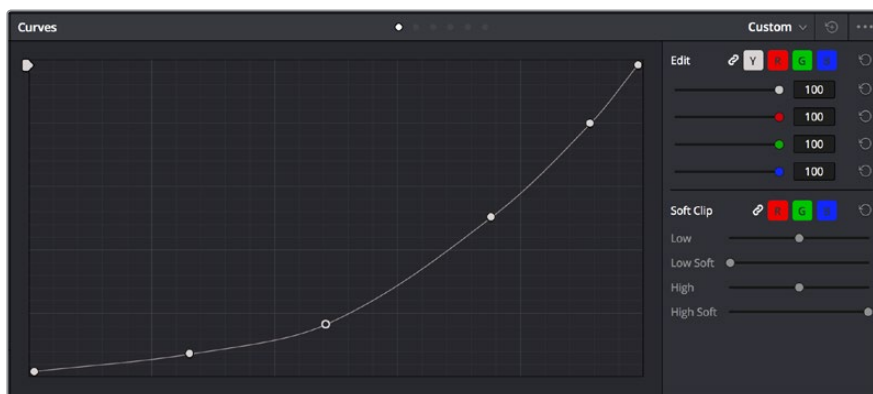 Curves
Custom
Edit Y R G
100
100
100
100
Soft Clip R G
Low
Low Soft
High
High Soft